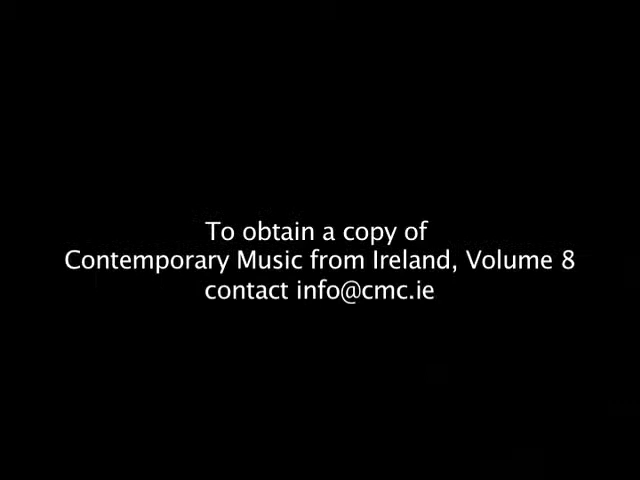 To obtain a copy of
Contemporary Music from Ireland, Volume 8
contact info@cmc.ie